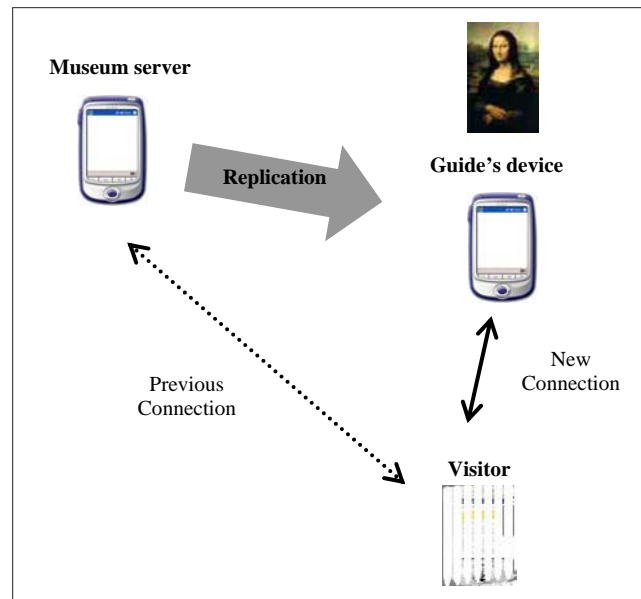 Museum server
Guide's device
Replication
New
Connection
Previous
Connection
Visitor